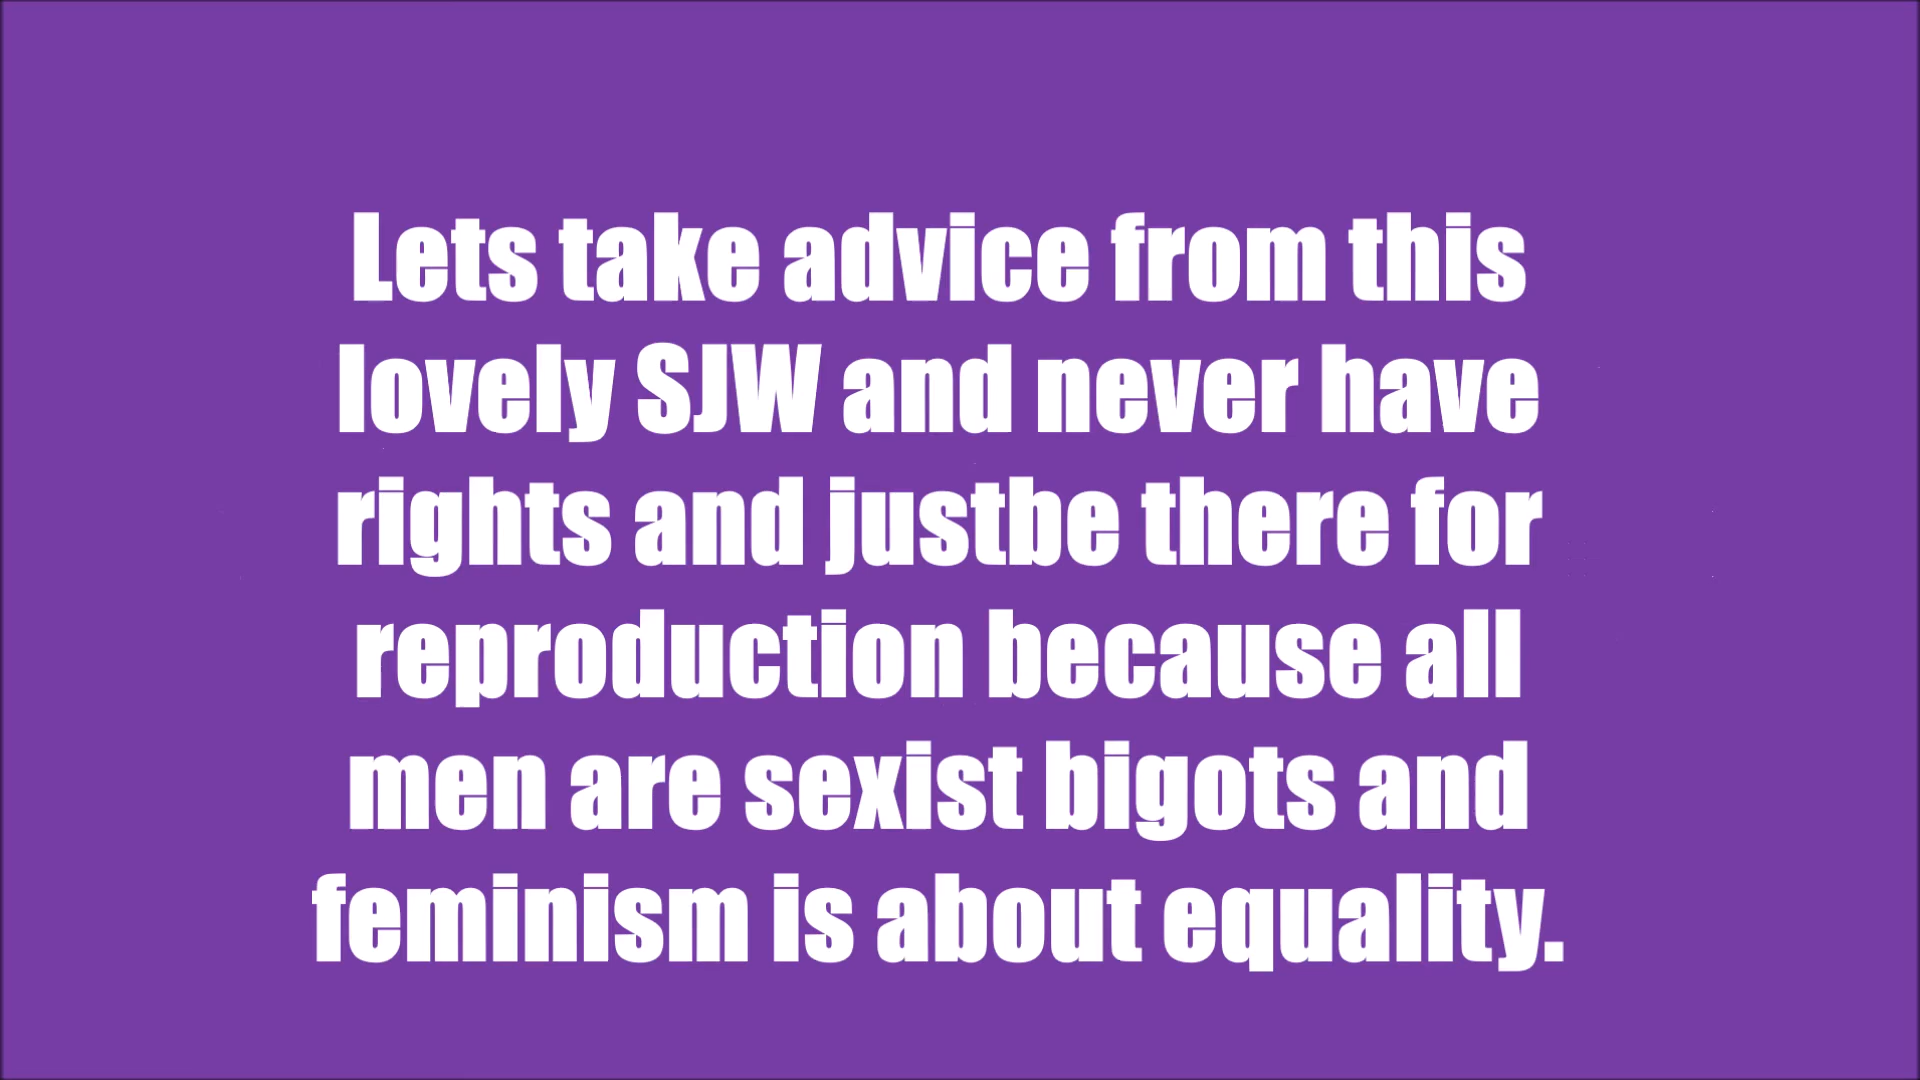 Lets take advice from this
lovely SJW and never have
rights and justbe there for
reproduction because all
men are sexist bigots and
feminism is about equality.